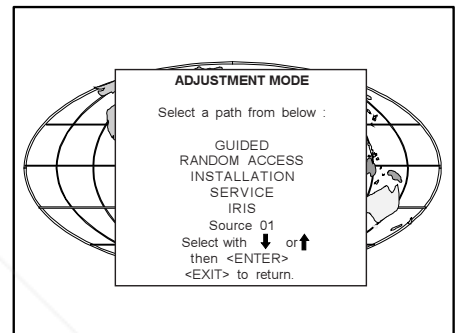 ADJUSTMENT MODE
Select a path from below :
GUIDED
RANDOM ACCESS
INSTALLATION
SERVICE
IRIS
Source 01
Select with ⬇ or⬆
then <ENTER>
<EXIT> to return.